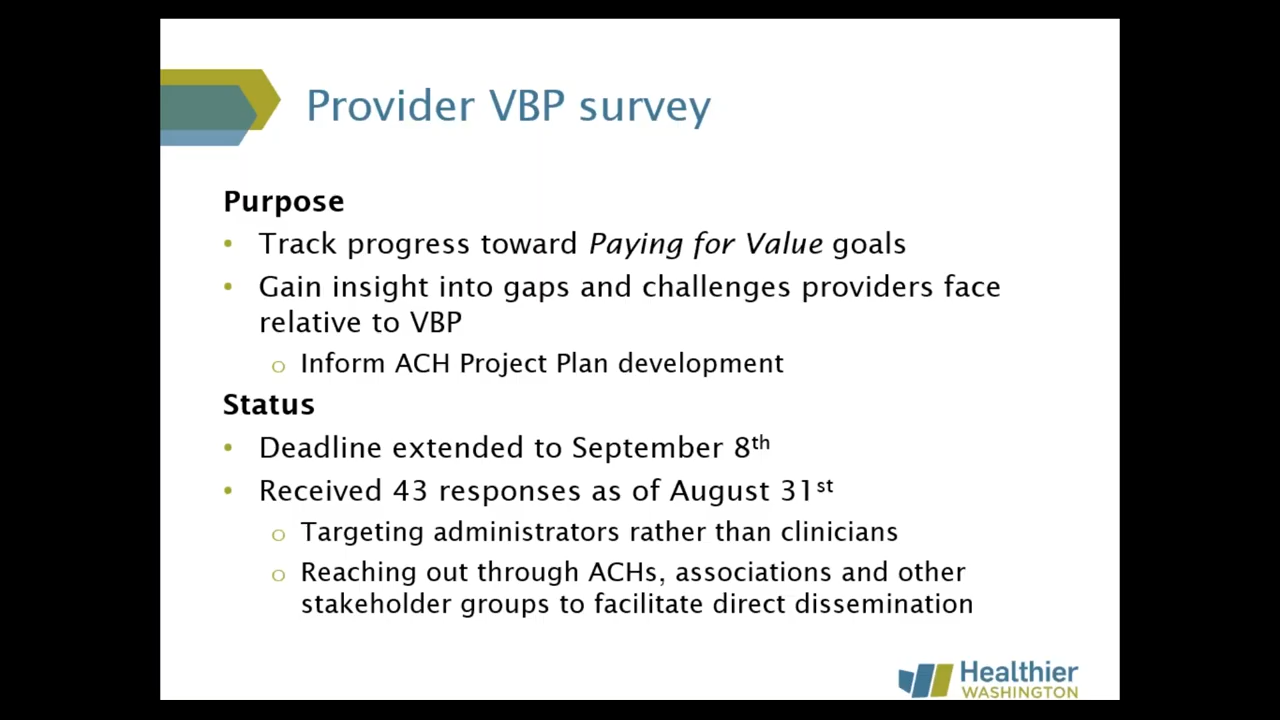 Provider VBP survey
Purpose
• Track progress toward Paying for Value goals
• Gain insight into gaps and challenges providers face
relative to VBP
o Inform ACH Project Plan development
Status
• Deadline extended to September 8th
• Received 43 responses as of August 31st
o Targeting administrators rather than clinicians
o Reaching out through ACHs, associations and other
stakeholder groups to facilitate direct dissemination
Healthier
WASHINGTON